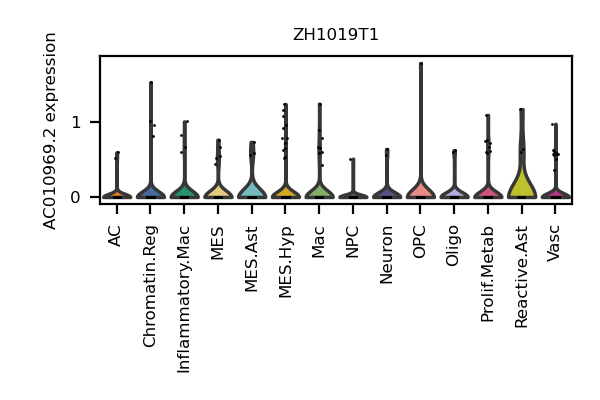 ZH1019T1
AC010969.2 expression
1
0
AC
Chromatin.Reg
Inflammatory.Mac
MES
MES.Ast
MES.Hyp
Mac
NPC
Neuron
OPC
Oligo
Prolif.Metab
Reactive.Ast
Vasc